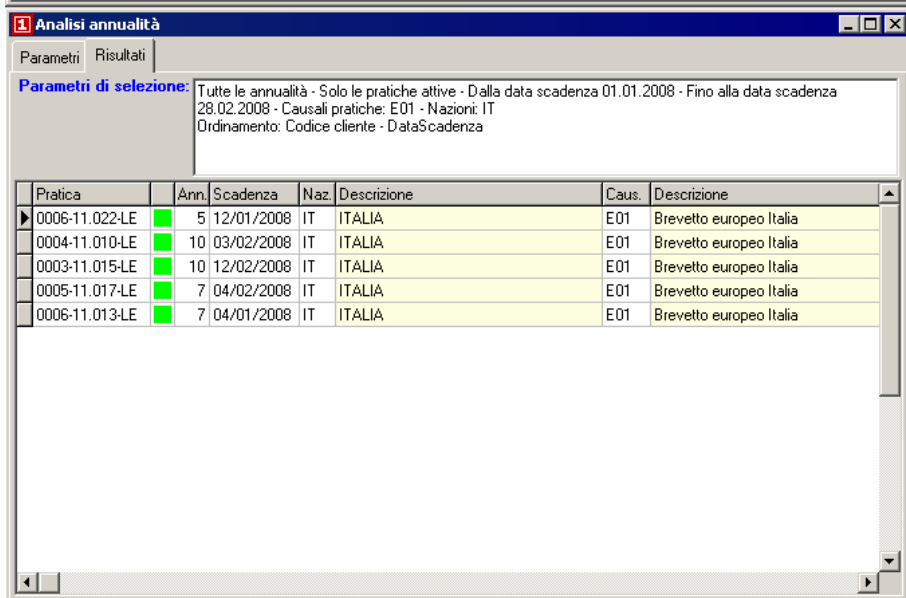 1 Analisi annualità
Parametri Risultati
Parametri di selezione: Tutte le annualità - Solo le pratiche attive - Dalla data scadenza 01.01.2008 - Fino alla data scadenza
28.02.2008 - Causali pratiche: E01 - Nazioni: IT
Ordinamento: Codice cliente - DataScadenza
Pratica Ann. Scadenza Naz. Descrizione Caus. Descrizione
0006-11.022-LE 5 12/01/2008 IT ITALIA E01 Brevetto europeo Italia
0004-11.010-LE 10 03/02/2008 IT ITALIA E01 Brevetto europeo Italia
0003-11.015-LE 10 12/02/2008 IT ITALIA E01 Brevetto europeo Italia
0005-11.017-LE 7 04/02/2008 IT ITALIA E01 Brevetto europeo Italia
0006-11.013-LE 7 04/01/2008 IT ITALIA E01 Brevetto europeo Italia